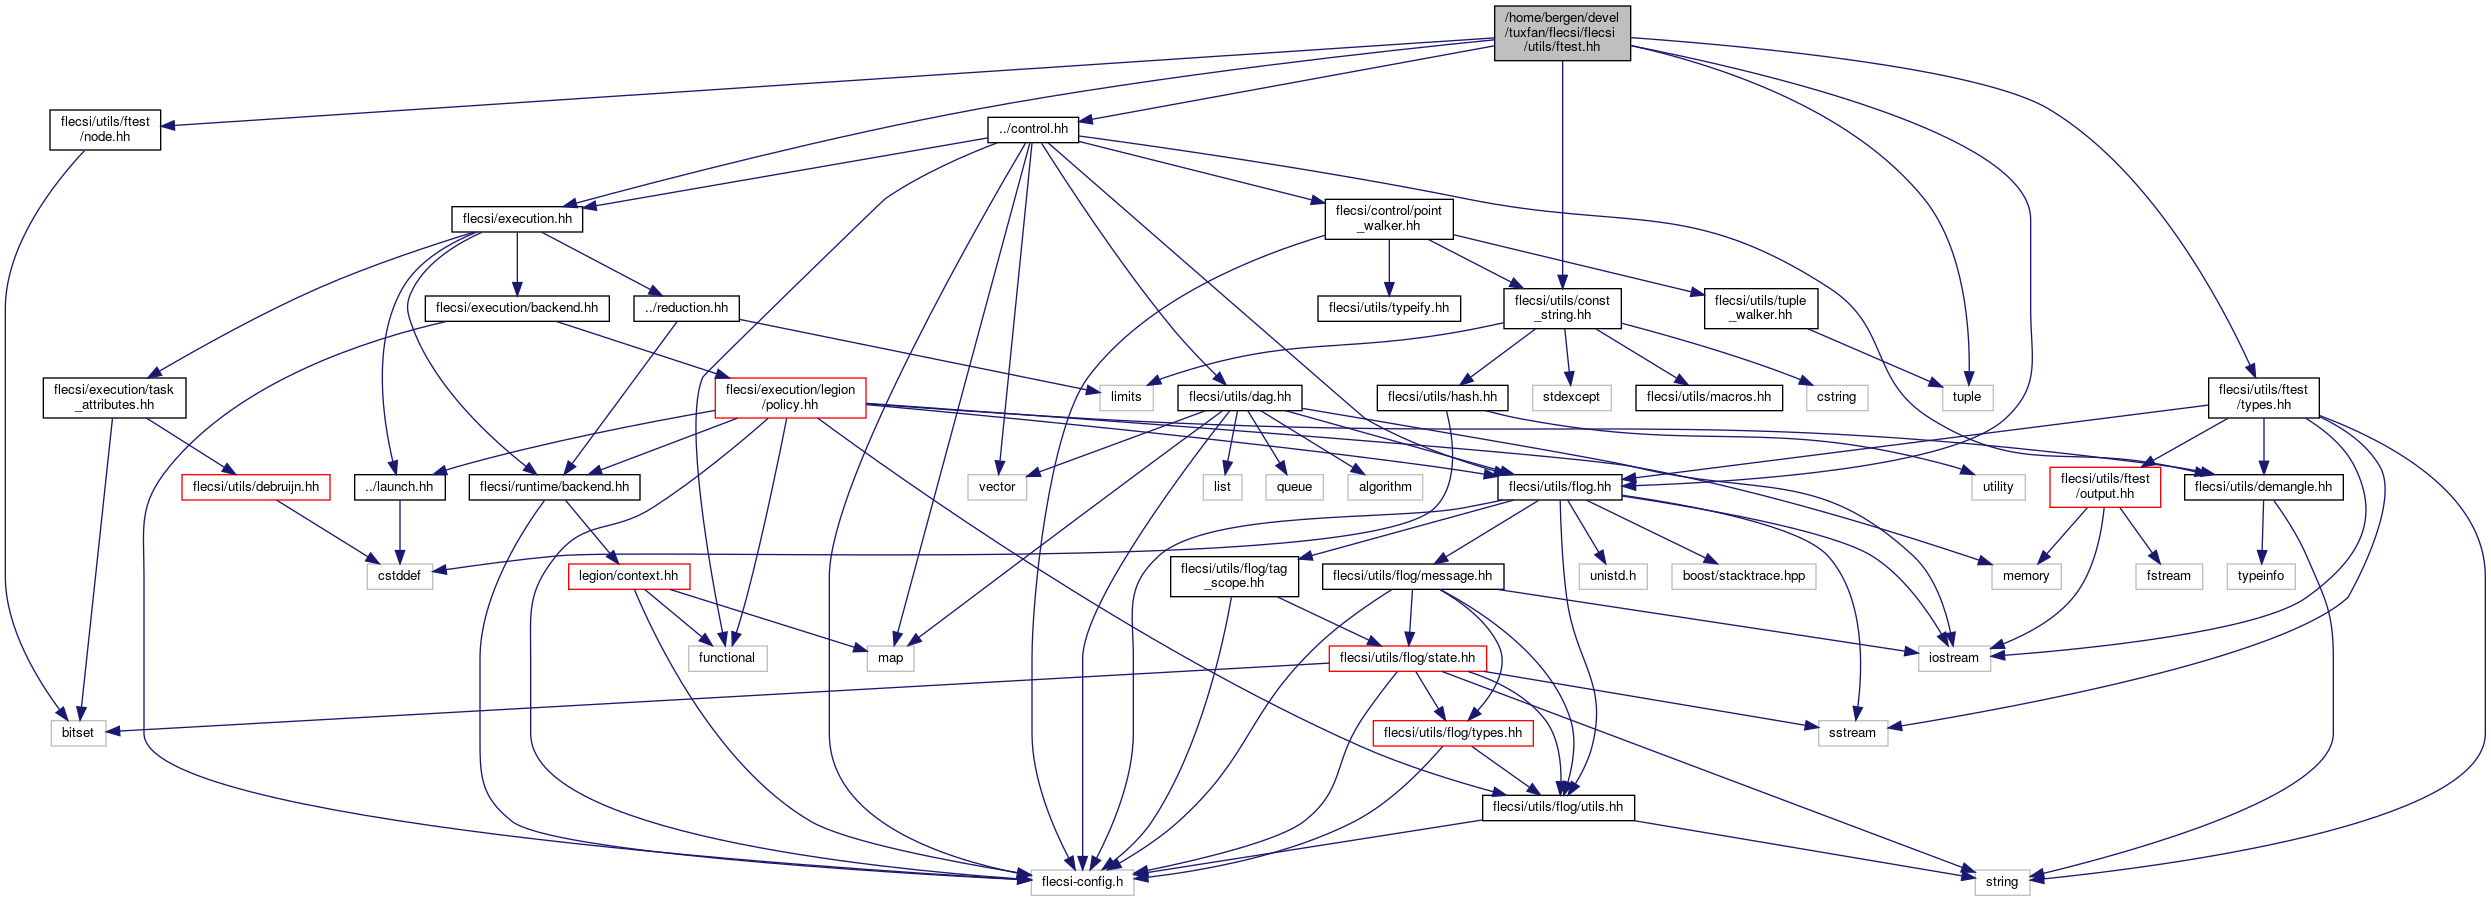 /home/bergen/devel
/tuxfan/flecsi/flecsi
/utils/ftest.hh
flecsi/utils/ftest
/node.hh
../control.hh
flecsi/execution.hh
flecsi/control/point
_walker.hh
flecsi/execution/backend.hh
../reduction.hh
flecsi/utils/typeify.hh
flecsi/utils/const
_string.hh
flecsi/utils/tuple
_walker.hh
flecsi/execution/task
_attributes.hh
flecsi/execution/legion
/policy.hh
limits
flecsi/utils/dag.hh
flecsi/utils/hash.hh
stdexcept
flecsi/utils/macros.hh
cstring
tuple
flecsi/utils/ftest
/types.hh
flecsi/utils/debruijn.hh
../launch.hh
flecsi/runtime/backend.hh
vector
list
queue
algorithm
flecsi/utils/flog.hh
utility
flecsi/utils/ftest
/output.hh
flecsi/utils/demangle.hh
cstddef
legion/context.hh
flecsi/utils/flog/tag
_scope.hh
flecsi/utils/flog/message.hh
unistd.h
boost/stacktrace.hpp
memory
fstream
typeinfo
functional
map
flecsi/utils/flog/state.hh
iostream
bitset
flecsi/utils/flog/types.hh
sstream
flecsi/utils/flog/utils.hh
flecsi-config.h
string